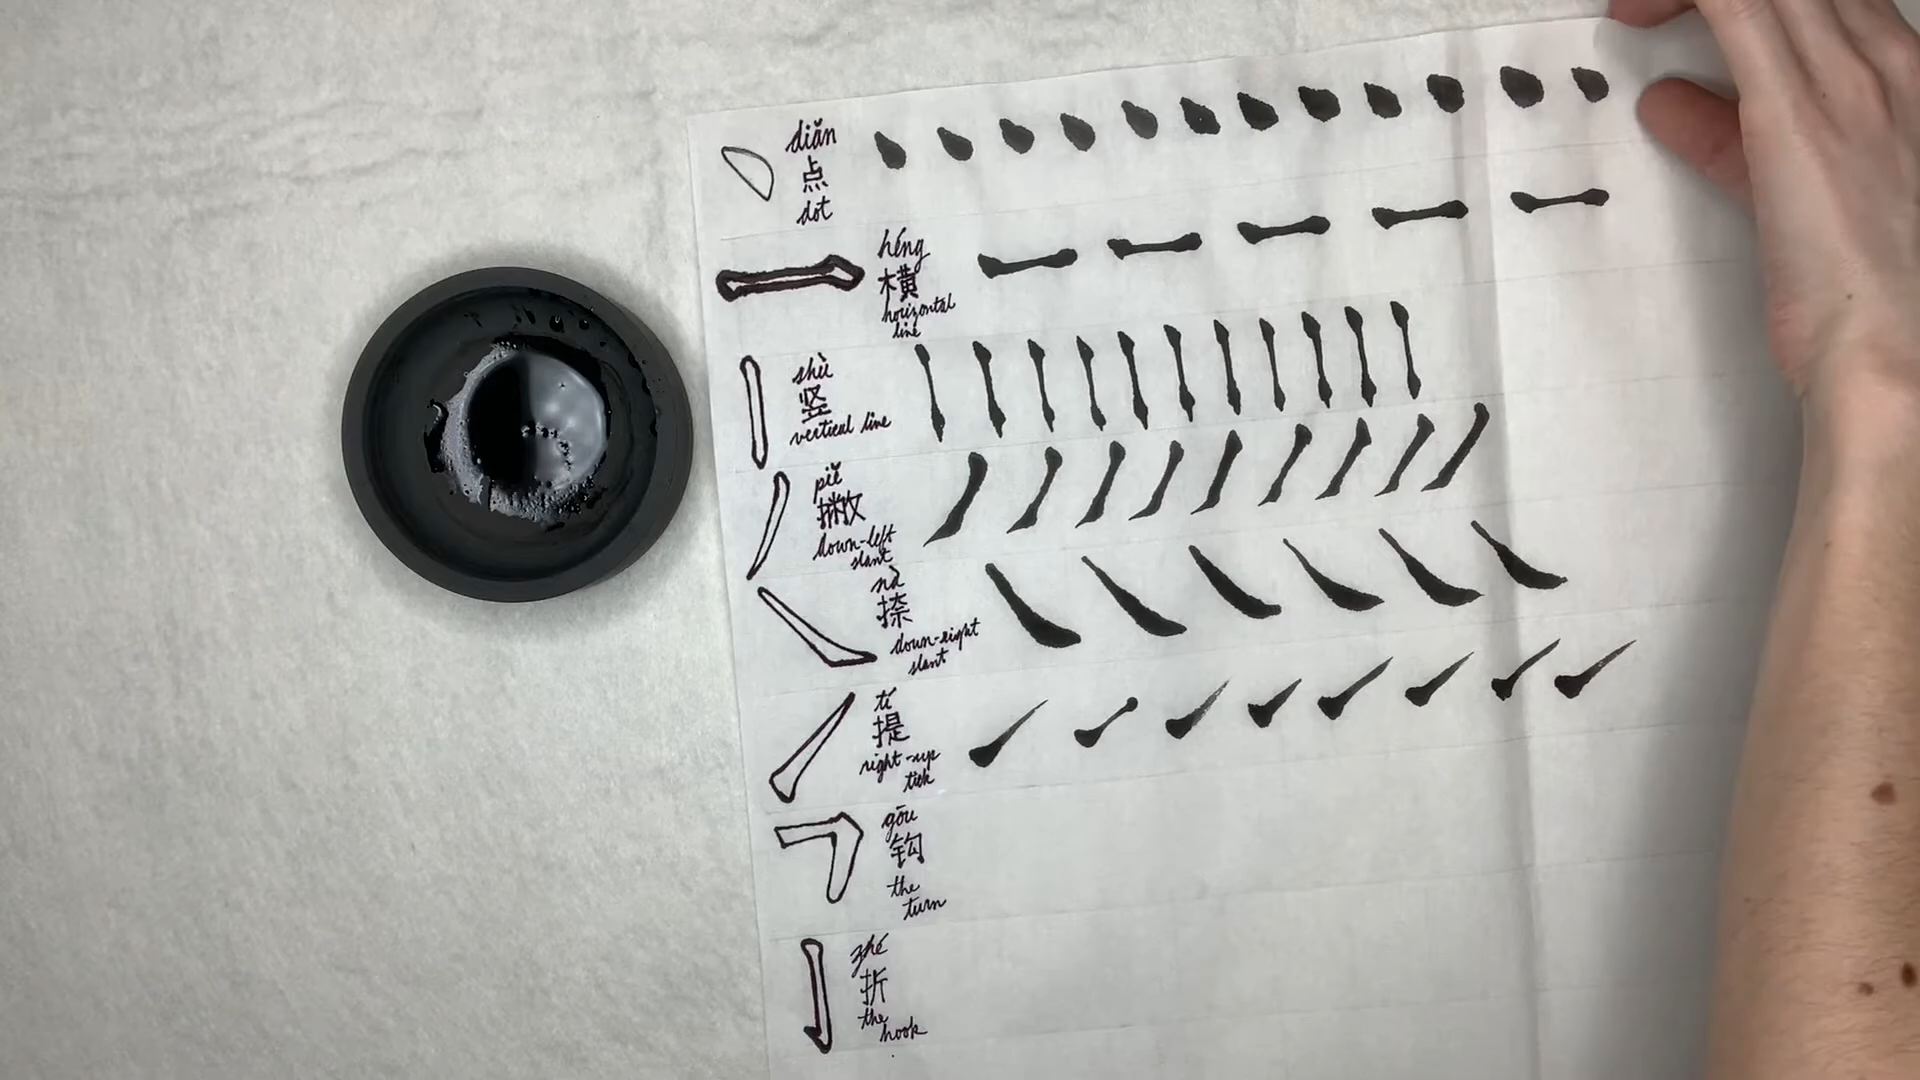 diǎn
点
dot
héng
横
horizontal
line
shù
竖
vertical line
piě
撇
down-left
slant
nà
捺
down-right
slant
tí
提
right-up
tick
gōu
钩
the
turn
zhé
折
the
hook